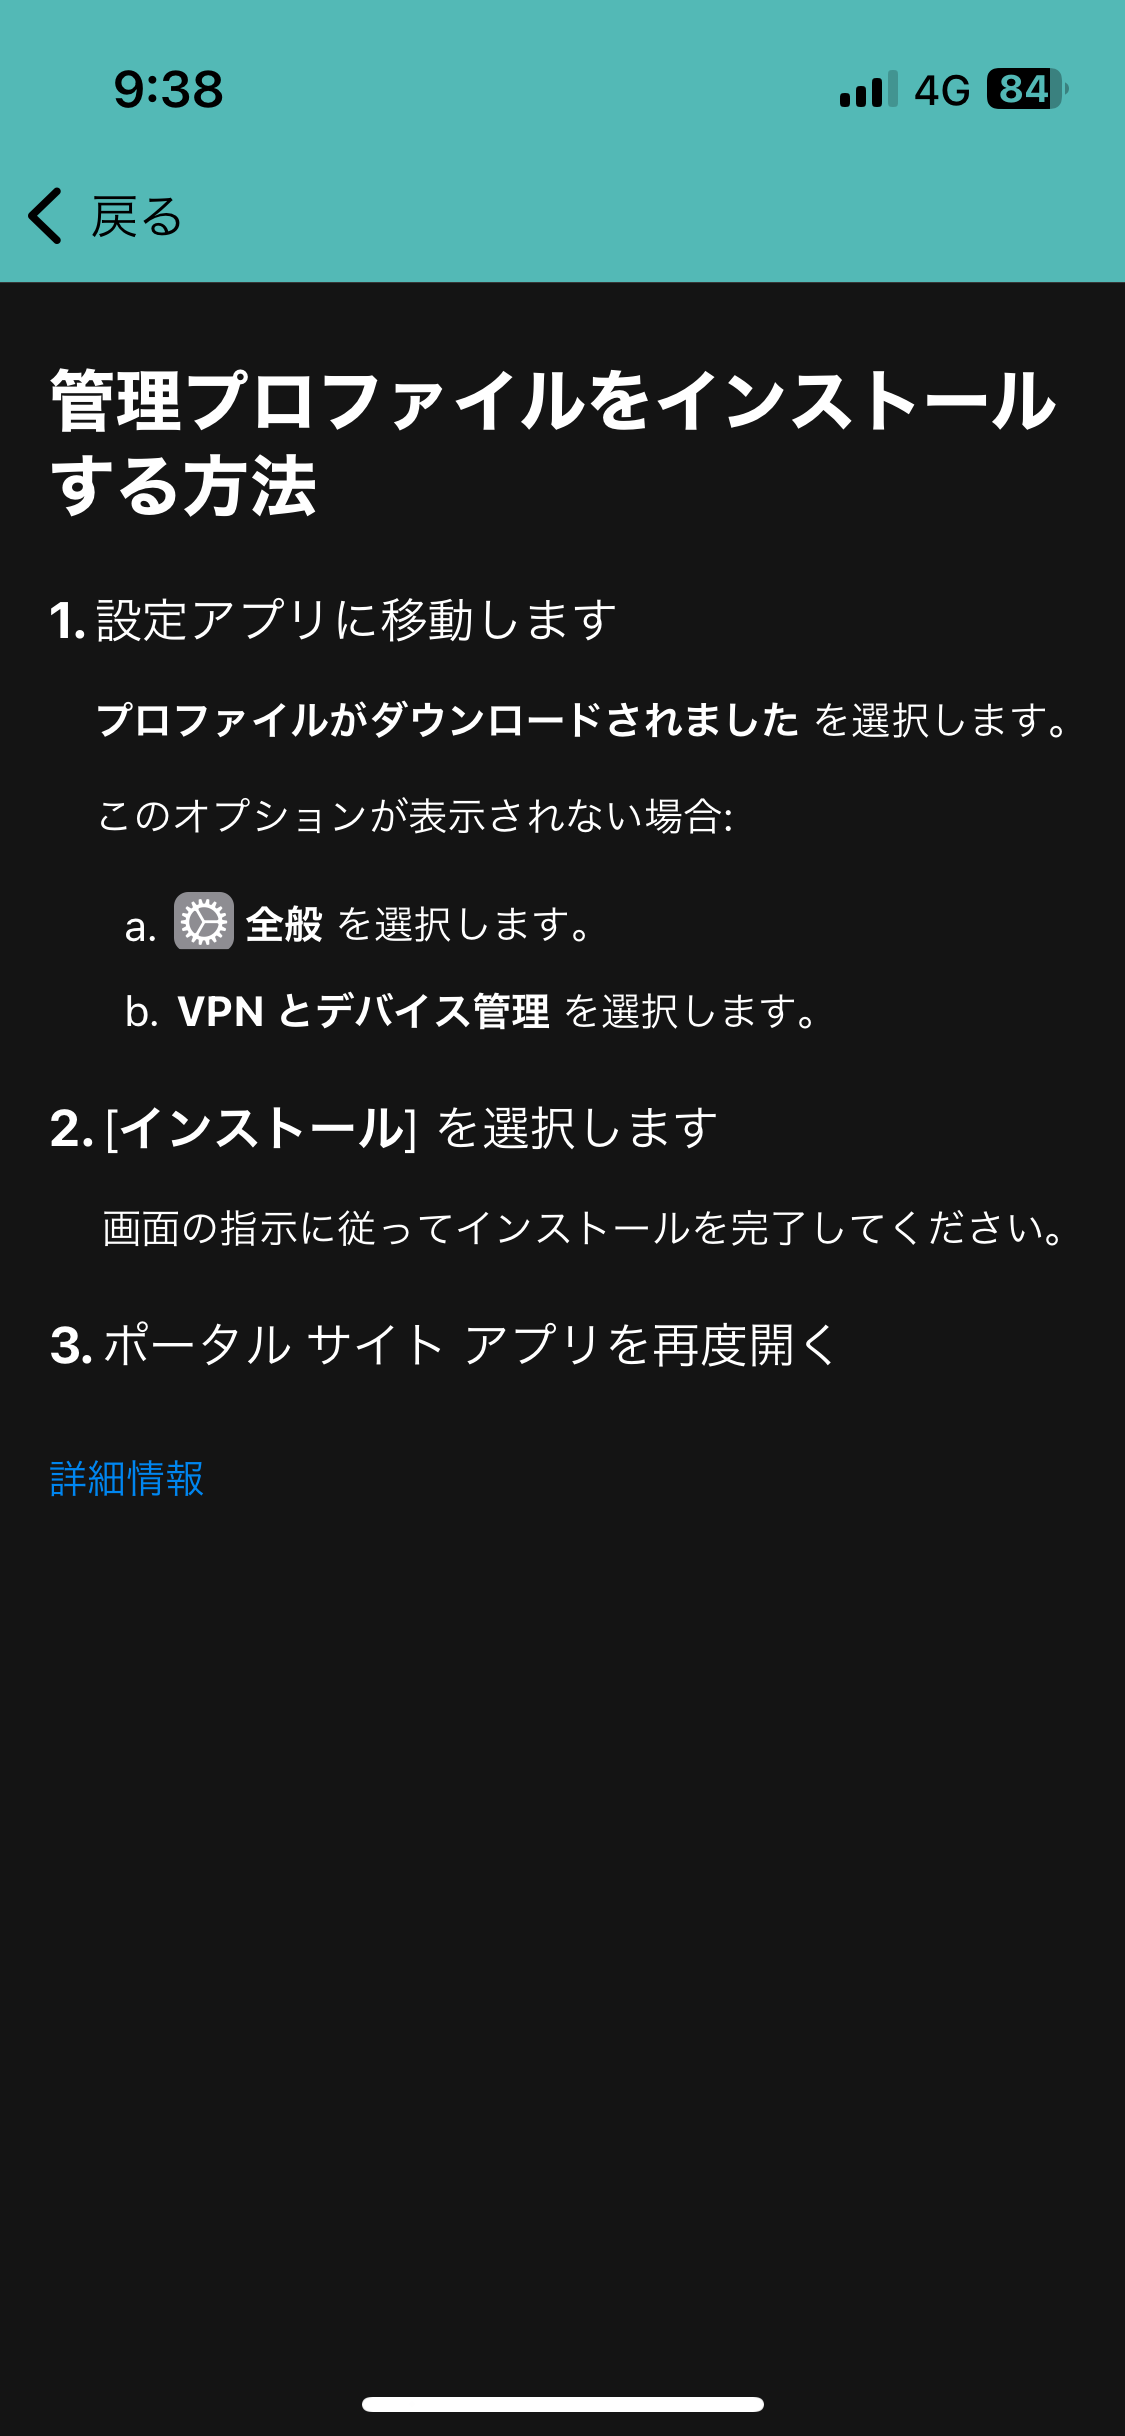 9:38
4G 84
戻る
管理プロファイルをインストール
する方法
1. 設定アプリに移動します
プロファイルがダウンロードされました を選択します。
このオプションが表示されない場合:
a. 全般 を選択します。
b. VPN とデバイス管理 を選択します。
2. [インストール] を選択します
画面の指示に従ってインストールを完了してください。
3. ポータル サイト アプリを再度開く
詳細情報